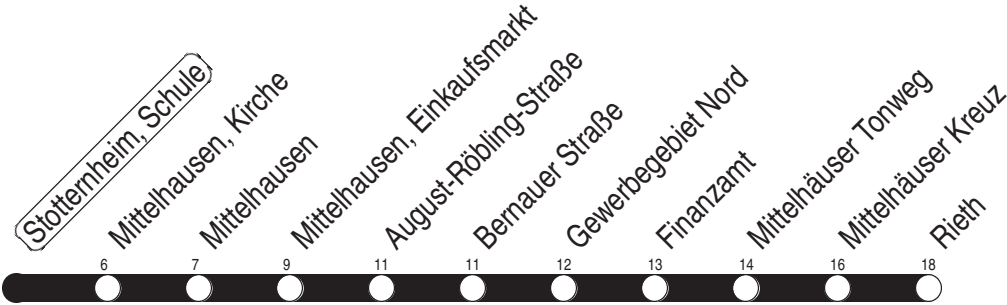 Stotternheim, Schule
Mittelhausen, Kirche
Mittelhausen
Mittelhausen, Einkaufsmarkt
August-Röbling-Straße
Bernauer Straße
Gewerbegebiet Nord
Finanzamt
Mittelhäuser Tonweg
Mittelhäuser Kreuz
Rieth
6 7 9 11 11 12 13 14 16 18